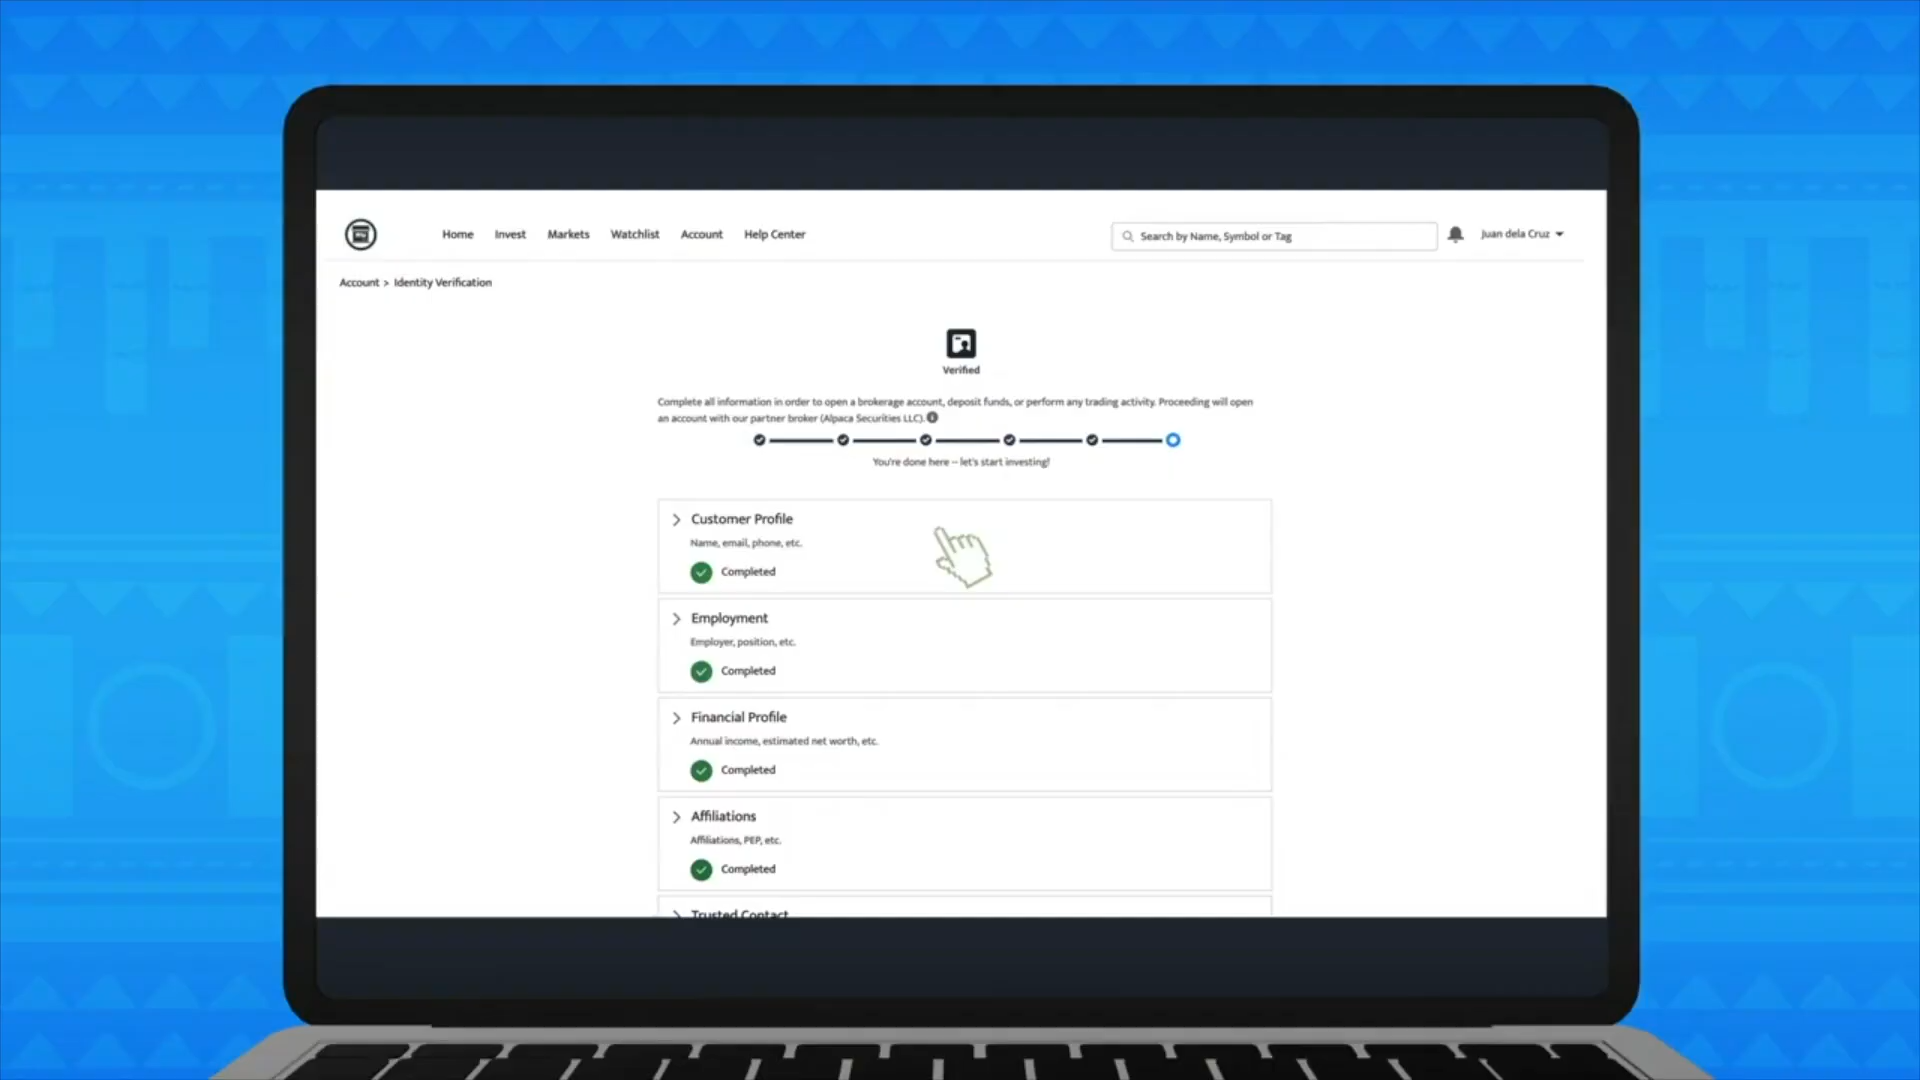 Home Invest Markets Watchlist Account Help Center
Search by Name, Symbol or Tag
Juan dela Cruz
Account > Identity Verification
Verified
Complete all information in order to open a brokerage account, deposit funds, or perform any trading activity. Proceeding will open
an account with our partner broker (Alpaca Securities LLC).
You're done here – let's start investing!
Customer Profile
Name, email, phone, etc.
Completed
Employment
Employer, position, etc.
Completed
Financial Profile
Annual income, estimated net worth, etc.
Completed
Affiliations
Affiliations, PEP, etc.
Completed
Trusted Contact